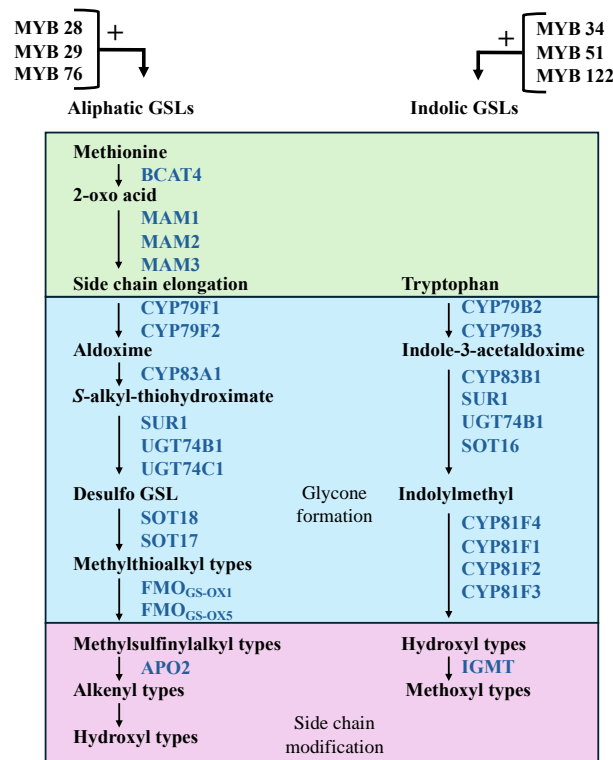 MYB 28
MYB 29
MYB 76
+
Aliphatic GSLs
+
MYB 34
MYB 51
MYB 122
Indolic GSLs
Methionine
BCAT4
2-oxo acid
MAM1
MAM2
MAM3
Side chain elongation
Tryptophan
CYP79F1
CYP79F2
Aldoxime
CYP83A1
S-alkyl-thiohydroximate
SUR1
UGT74B1
UGT74C1
Desulfo GSL
SOT18
SOT17
Methylthioalkyl types
FMOGS-OX1
FMOGS-OX5
CYP79B2
CYP79B3
Indole-3-acetaldoxime
CYP83B1
SUR1
UGT74B1
SOT16
Indolylmethyl
CYP81F4
CYP81F1
CYP81F2
CYP81F3
Glycone
formation
Methylsulfinylalkyl types
APO2
Alkenyl types
Hydroxyl types
Hydroxyl types
IGMT
Methoxyl types
Side chain
modification